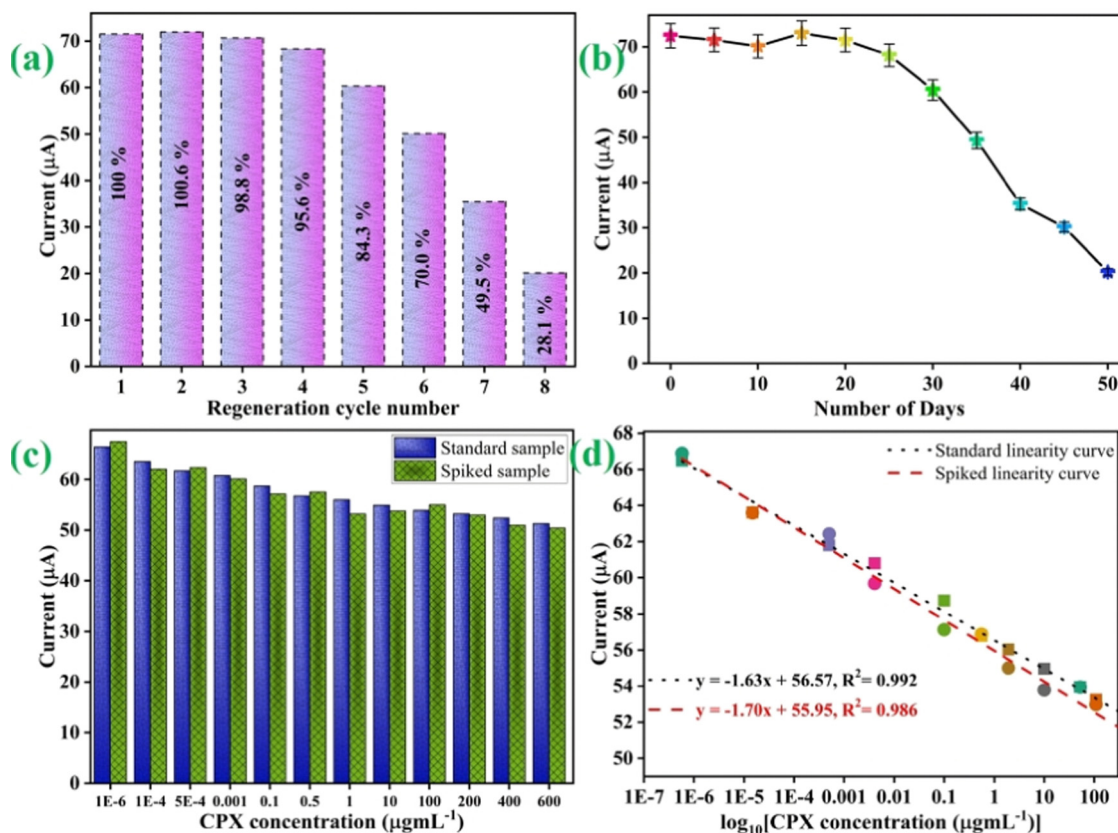 (a)
Current (µA)
70
60
50
40
30
20
10
0
100 %
100.6 %
98.8 %
95.6 %
84.3 %
70.0 %
49.5 %
28.1 %
1 2 3 4 5 6 7 8
Regeneration cycle number
(b)
Current (µA)
70
60
50
40
30
20
10
0
0 10 20 30 40 50
Number of Days
(c)
Current (µA)
60
50
40
30
20
10
0
Standard sample
Spiked sample
1E-6 1E-4 5E-4 0.001 0.1 0.5 1 10 100 200 400 600
CPX concentration (µgmL⁻¹)
(d)
Current (µA)
68
66
64
62
60
58
56
54
52
50
Standard linearity curve
Spiked linearity curve
y = -1.63x + 56.57, R²= 0.992
y = -1.70x + 55.95, R²= 0.986
1E-7 1E-6 1E-5 1E-4 0.001 0.01 0.1 1 10 100
log₁₀[CPX concentration (µgmL⁻¹)]